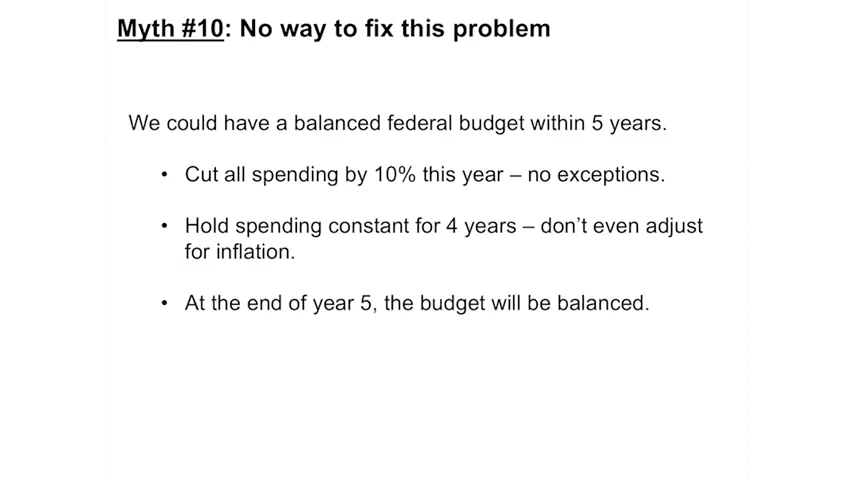 Myth #10: No way to fix this problem
We could have a balanced federal budget within 5 years.
• Cut all spending by 10% this year – no exceptions.
• Hold spending constant for 4 years – don’t even adjust
for inflation.
• At the end of year 5, the budget will be balanced.